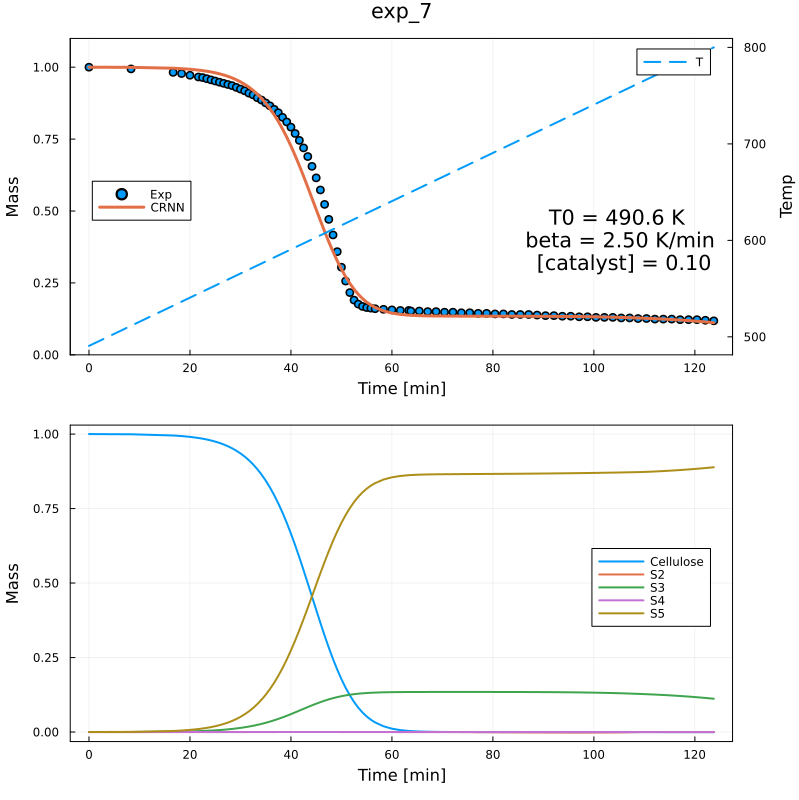 exp_7
1.00
0.75
0.50
0.25
0.00
Mass
0
20
40
60
80
100
120
Time [min]
800
700
600
500
Temp
T
Exp
CRNN
T0 = 490.6 K
beta = 2.50 K/min
[catalyst] = 0.10
1.00
0.75
0.50
0.25
0.00
Mass
0
20
40
60
80
100
120
Time [min]
Cellulose
S2
S3
S4
S5